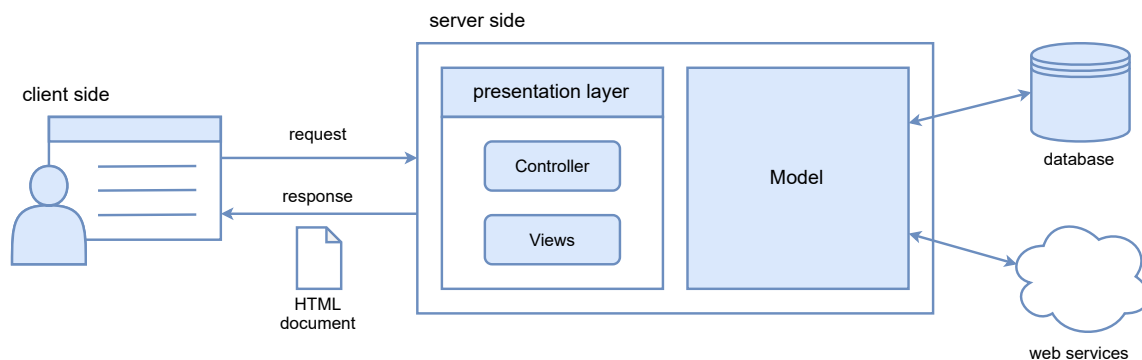 server side
client side
presentation layer
request
Controller
Model
database
response
Views
HTML
document
web services